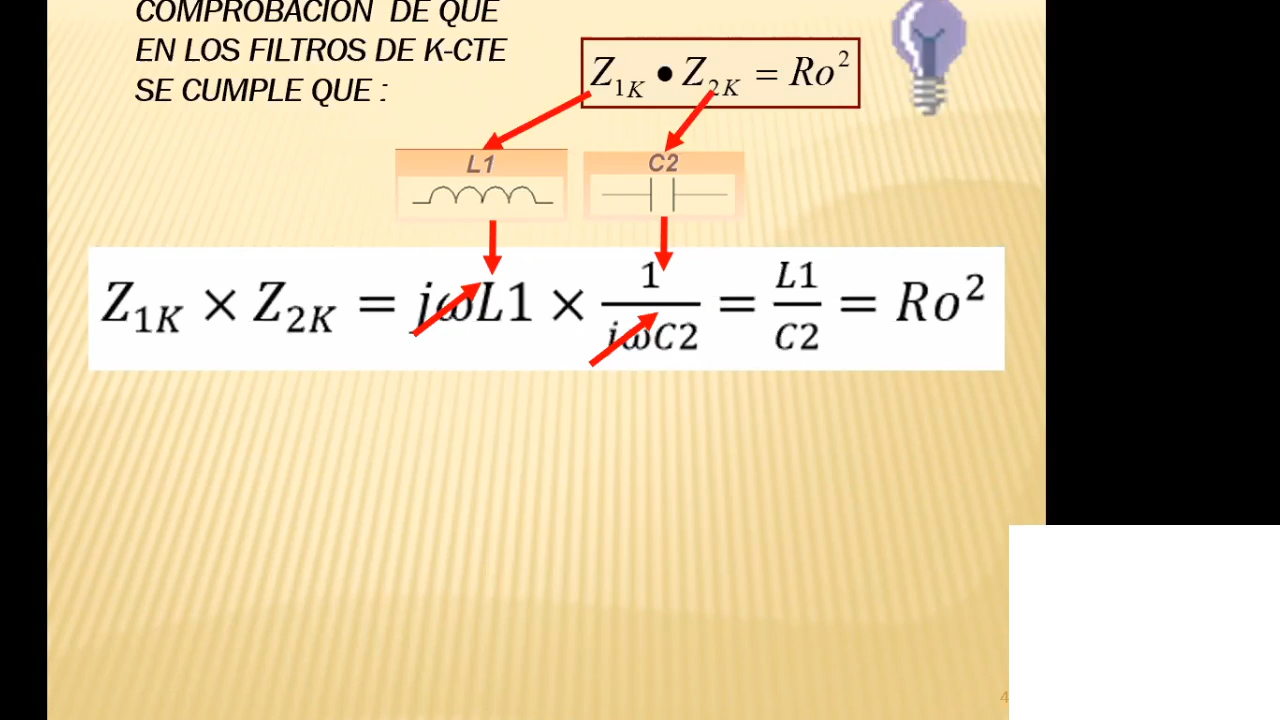 COMPROBACIÓN DE QUE
EN LOS FILTROS DE K-CTE
SE CUMPLE QUE :
Z₁K • Z₂K = Ro²
L1
C2
Z₁K × Z₂K = jωL1 × 1/jωC2 = L1/C2 = Ro²
4